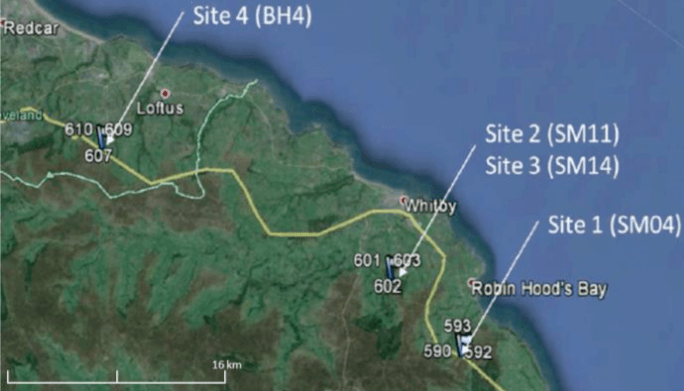 Site 4 (BH4)
Redcar
Loftus
veland
610 609
607
Site 2 (SM11)
Site 3 (SM14)
Whitby
Site 1 (SM04)
601 603
602
Robin Hood's Bay
593
590 592
16 km